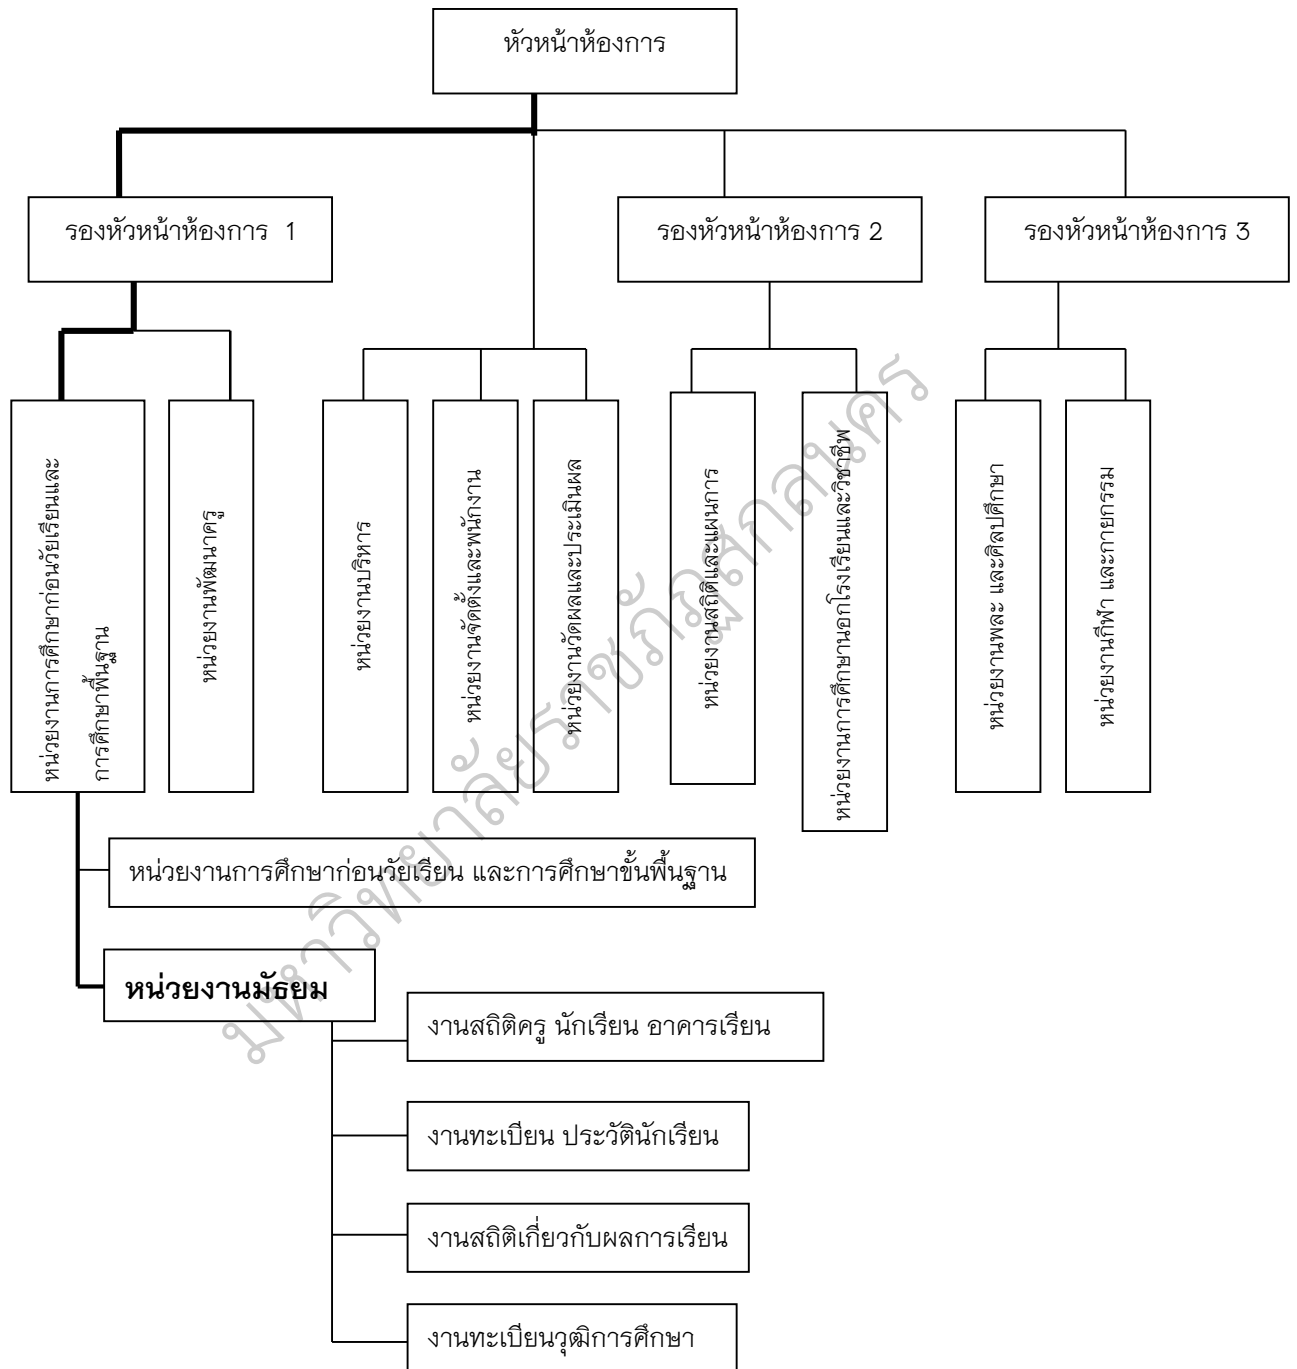 หัวหน้าห้องการ
รองหัวหน้าห้องการ 1
รองหัวหน้าห้องการ 2
รองหัวหน้าห้องการ 3
หน่วยงานการศึกษาก่อนวัยเรียนและ
การศึกษาพื้นฐาน
หน่วยงานพัฒนาครู
หน่วยงานบริหาร
หน่วยงานจัดตั้งและพนักงาน
หน่วยงานวัดผลและประเมินผล
หน่วยงานสถิติและแผนการ
หน่วยงานการศึกษานอกโรงเรียนและวิชาชีพ
หน่วยงานพละ และศิลปศึกษา
หน่วยงานกีฬา และกายกรรม
หน่วยงานการศึกษาก่อนวัยเรียน และการศึกษาขั้นพื้นฐาน
หน่วยงานมัธยม
งานสถิติครู นักเรียน อาคารเรียน
งานทะเบียน ประวัตินักเรียน
งานสถิติเกี่ยวกับผลการเรียน
งานทะเบียนวุฒิการศึกษา
มหาวิทยาลัยราชภัฏสกลนคร